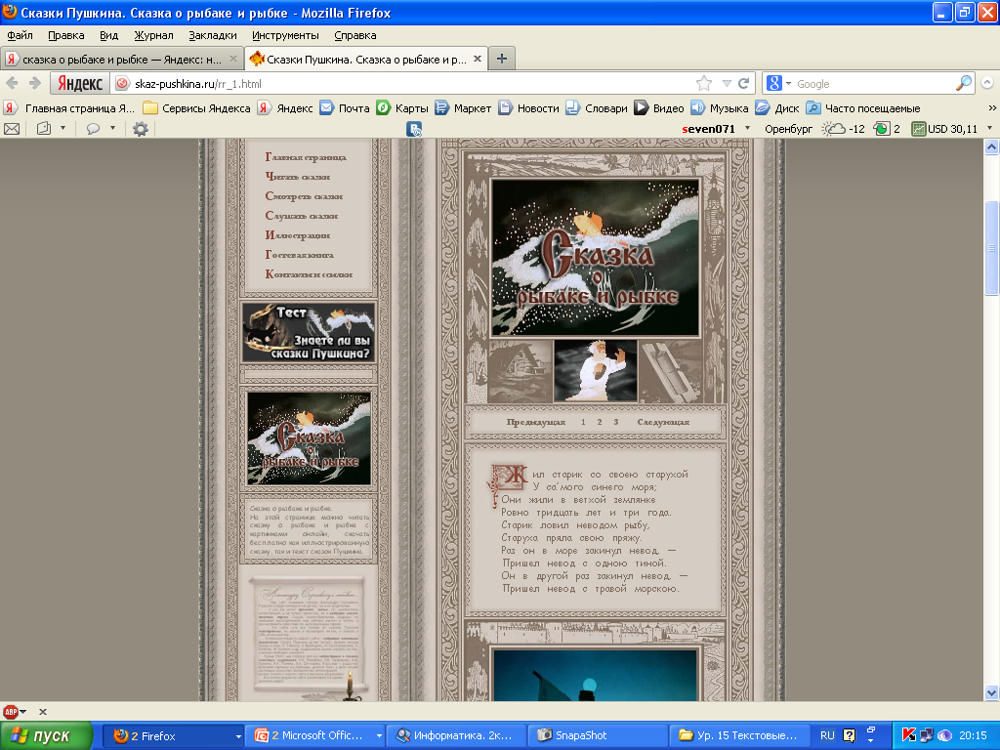 Сказки Пушкина. Сказка о рыбаке и рыбке - Mozilla Firefox
Файл Правка Вид Журнал Закладки Инструменты Справка
сказка о рыбаке и рыбке — Яндекс: н...
Сказки Пушкина. Сказка о рыбаке и р...
Яндекс skaz-pushkina.ru/rr_1.html Google
Главная страница Я... Сервисы Яндекса Яндекс Почта Карты Маркет Новости Словари Видео Музыка Диск Часто посещаемые
seven071 Оренбург -12 2 USD 30,11
Главная страница
Читать сказки
Смотреть сказки
Слушать сказки
Иллюстрации
Гостевая книга
Контакты и ссылки
Тест
Знаете ли вы
сказки Пушкина?
Сказка
о
рыбаке и рыбке
Сказка о рыбаке и рыбке.
На этой странице можно читать
сказку о рыбаке и рыбке с
картинками онлайн, скачать
бесплатно как иллюстрированную
сказку, так и текст сказки Пушкина.
Сказка
о
рыбаке и рыбке
Предыдущая 1 2 3 Следующая
Жил старик со своею старухой
У са´мого синего моря;
Они жили в ветхой землянке
Ровно тридцать лет и три года.
Старик ловил неводом рыбу,
Старуха пряла свою пряжу.
Раз он в море закинул невод, —
Пришел невод с одною тиной.
Он в другой раз закинул невод, —
Пришел невод с травой морскою.
ABP
пуск 2 Firefox 2 Microsoft Offic... Информатика. 2к... SnapaShot Ур. 15 Текстовые... RU 20:15